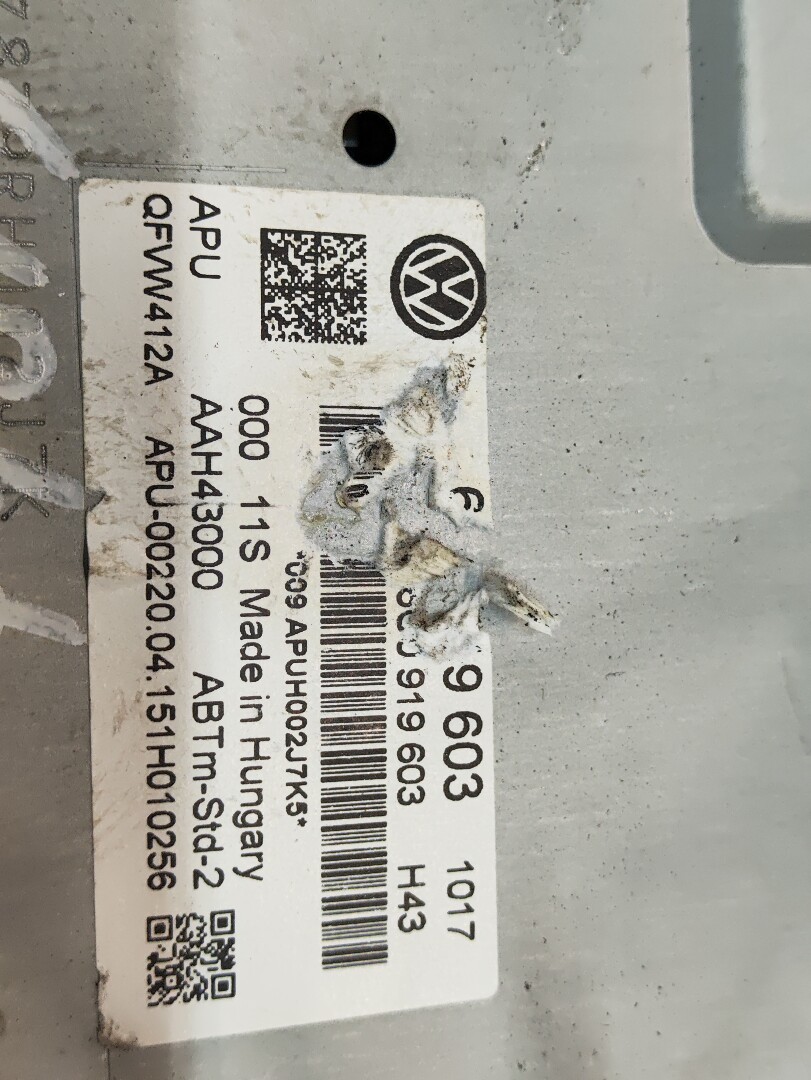 9 603 1017
919 603 H43
*009 APUH002J7K5*
000 11S Made in Hungary
APU AAH43000 ABTm-Std-2
QFVW412A APU-00220.04.151H010256